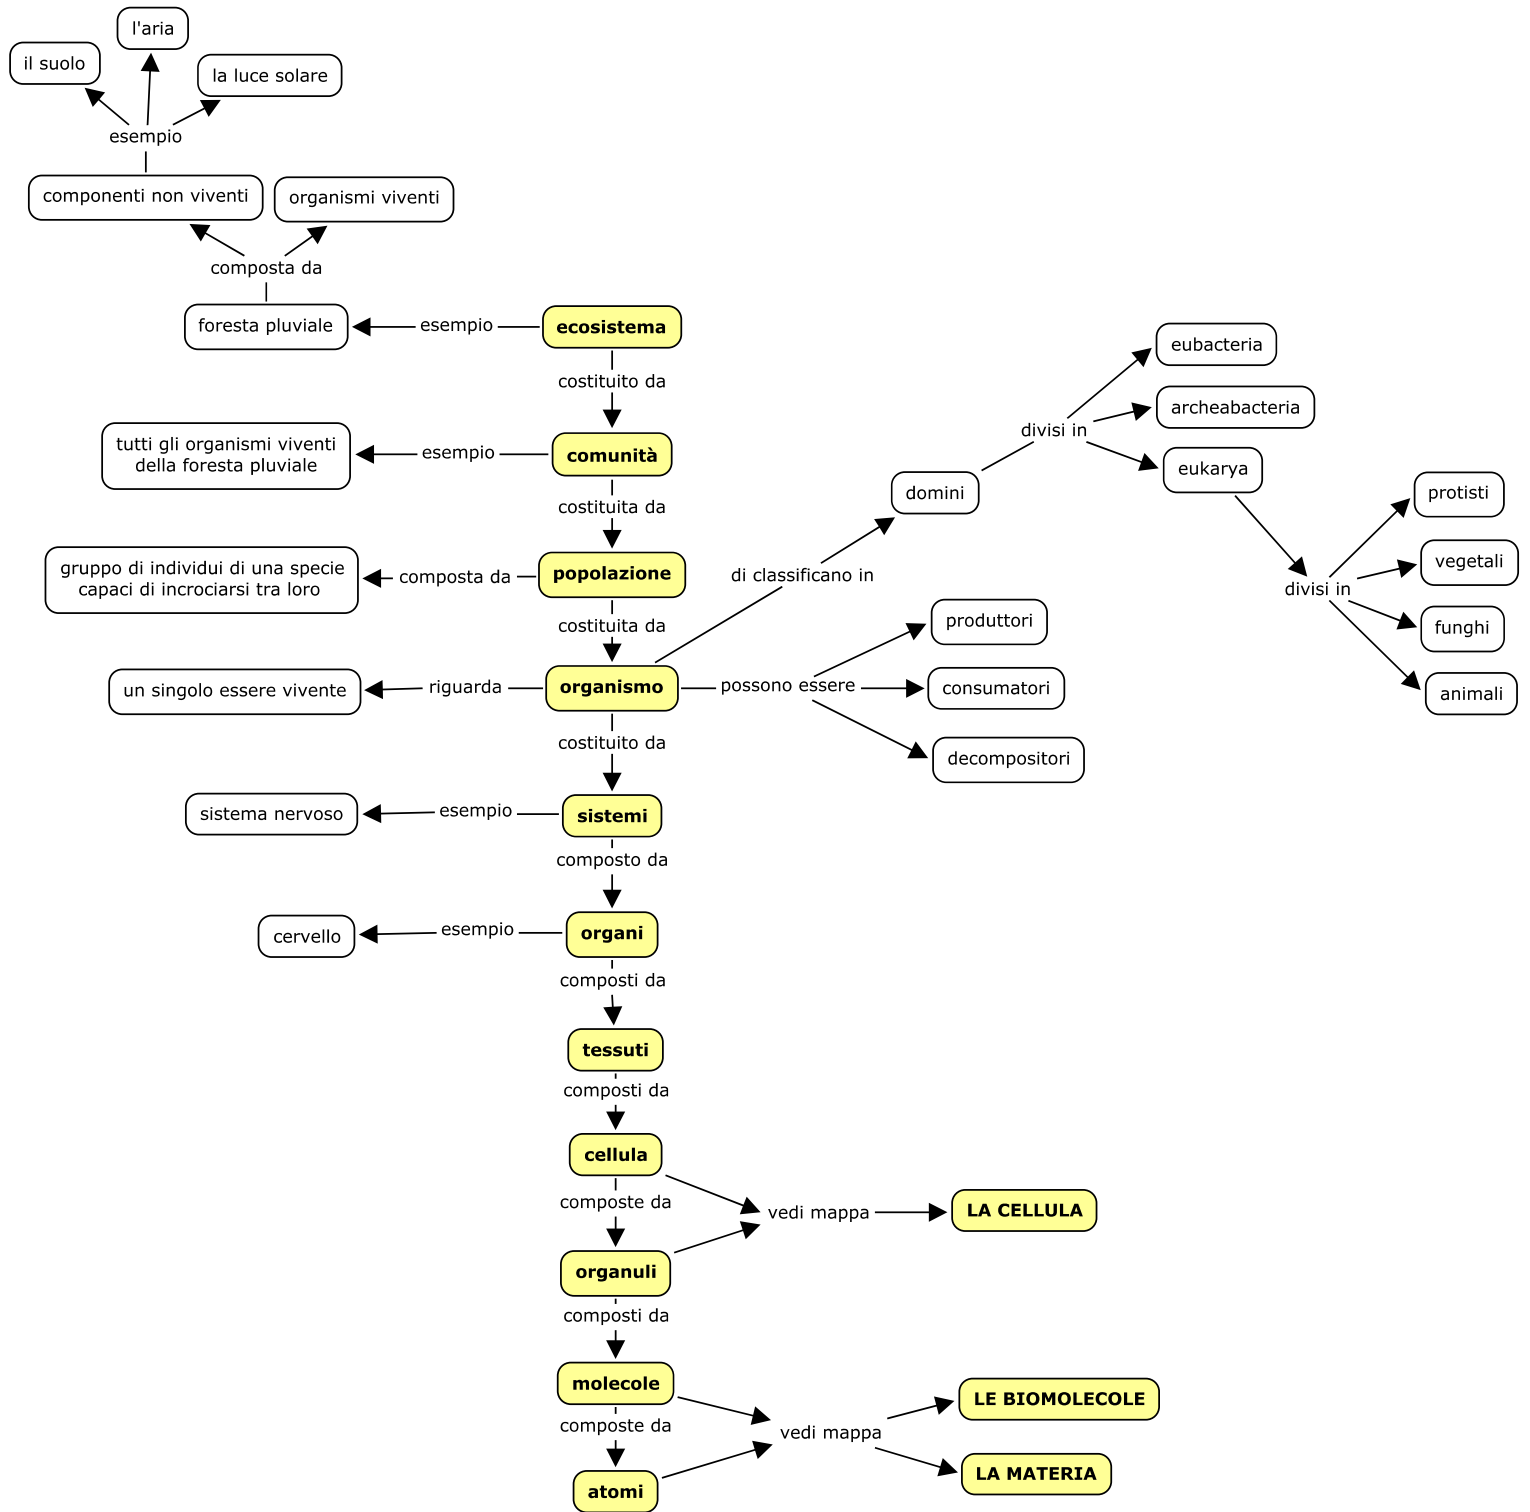 l'aria
il suolo
la luce solare
esempio
componenti non viventi
organismi viventi
composta da
foresta pluviale
esempio
ecosistema
costituito da
tutti gli organismi viventi
della foresta pluviale
esempio
comunità
costituita da
gruppo di individui di una specie
capaci di incrociarsi tra loro
composta da
popolazione
costituita da
un singolo essere vivente
riguarda
organismo
di classificano in
domini
divisi in
eubacteria
archeabacteria
eukarya
divisi in
protisti
vegetali
funghi
animali
possono essere
produttori
consumatori
decompositori
costituito da
sistema nervoso
esempio
sistemi
composto da
cervello
esempio
organi
composti da
tessuti
composti da
cellula
composte da
vedi mappa
LA CELLULA
organuli
composti da
molecole
composte da
vedi mappa
LE BIOMOLECOLE
LA MATERIA
atomi